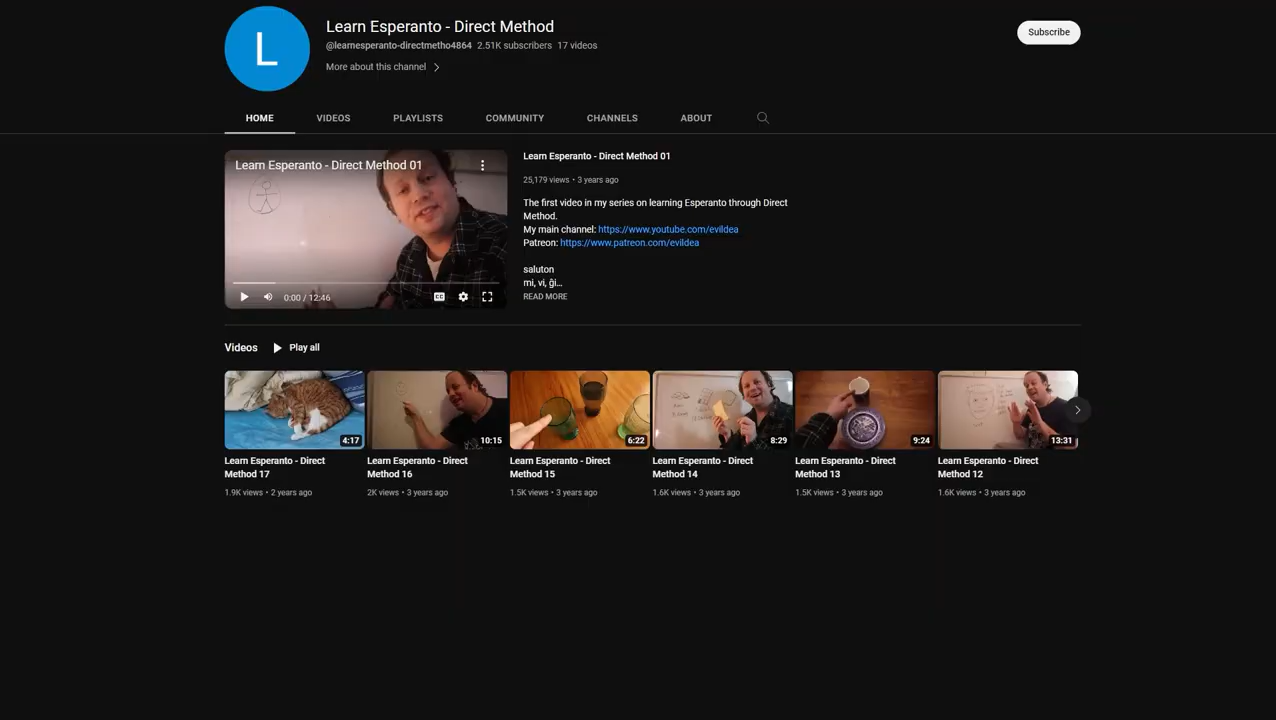 L
Learn Esperanto - Direct Method
@learnesperanto-directmetho4864 2.51K subscribers 17 videos
More about this channel
Subscribe
HOME VIDEOS PLAYLISTS COMMUNITY CHANNELS ABOUT
Learn Esperanto - Direct Method 01
0:00 / 12:46
CC
Learn Esperanto - Direct Method 01
25,179 views • 3 years ago
The first video in my series on learning Esperanto through Direct
Method.
My main channel: https://www.youtube.com/evildea
Patreon: https://www.patreon.com/evildea
saluton
mi, vi, ĝi...
READ MORE
Videos Play all
4:17
Learn Esperanto - Direct
Method 17
1.9K views • 2 years ago
10:15
Learn Esperanto - Direct
Method 16
2K views • 3 years ago
6:22
Learn Esperanto - Direct
Method 15
1.5K views • 3 years ago
8:29
Learn Esperanto - Direct
Method 14
1.6K views • 3 years ago
9:24
Learn Esperanto - Direct
Method 13
1.5K views • 3 years ago
13:31
Learn Esperanto - Direct
Method 12
1.6K views • 3 years ago